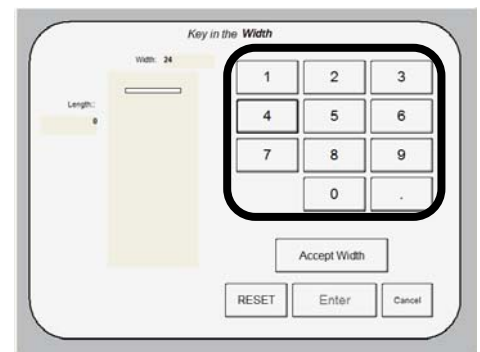 Key in the Width
Width: 24
Length::
0
1 2 3
4 5 6
7 8 9
0 .
Accept Width
RESET Enter Cancel